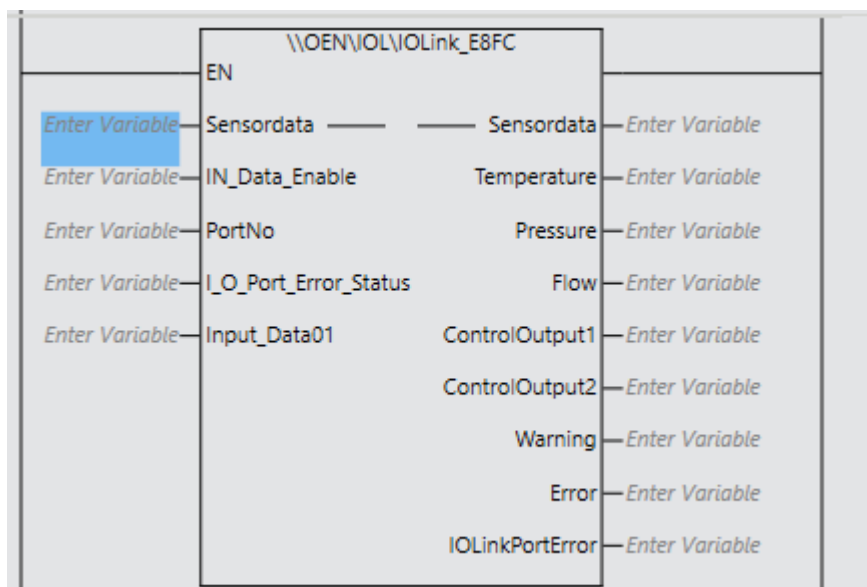 \\OEN\IOL\IOLink_E8FC
EN
Enter Variable Sensordata Sensordata Enter Variable
Enter Variable IN_Data_Enable Temperature Enter Variable
Enter Variable PortNo Pressure Enter Variable
Enter Variable I_O_Port_Error_Status Flow Enter Variable
Enter Variable Input_Data01 ControlOutput1 Enter Variable
ControlOutput2 Enter Variable
Warning Enter Variable
Error Enter Variable
IOLinkPortError Enter Variable